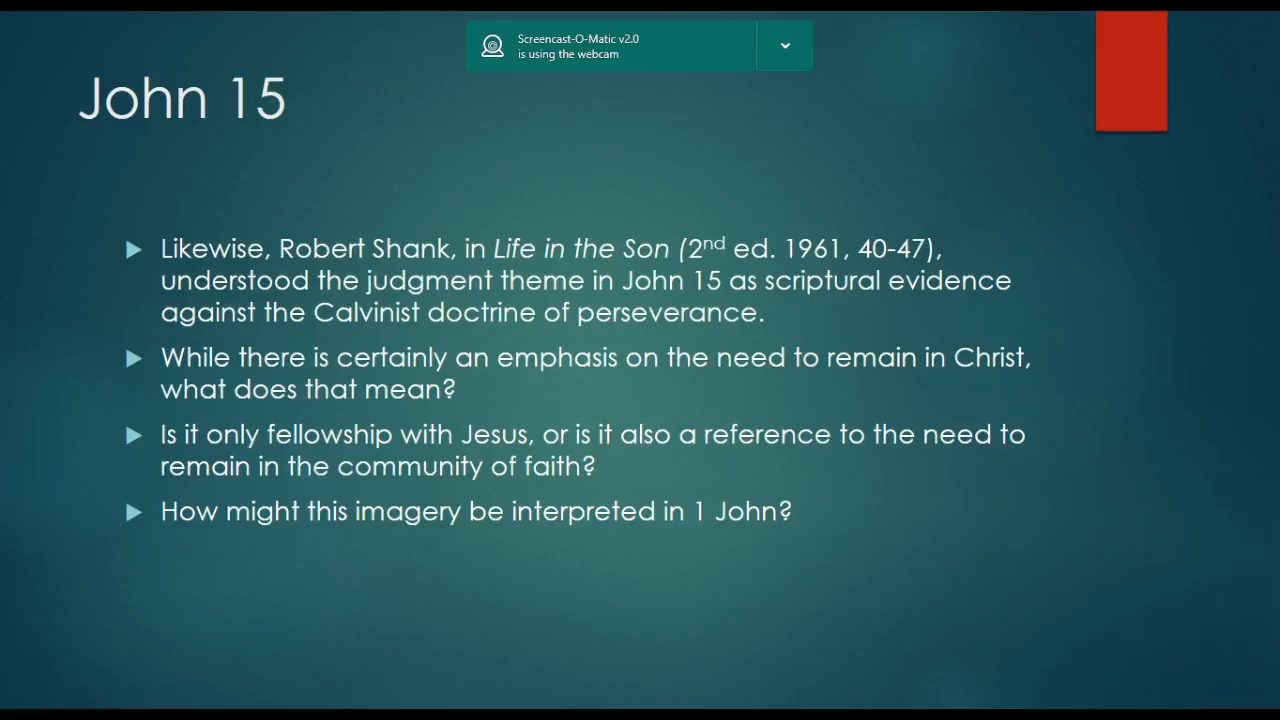 Screencast-O-Matic v2.0
is using the webcam
John 15
Likewise, Robert Shank, in Life in the Son (2nd ed. 1961, 40-47),
understood the judgment theme in John 15 as scriptural evidence
against the Calvinist doctrine of perseverance.
While there is certainly an emphasis on the need to remain in Christ,
what does that mean?
Is it only fellowship with Jesus, or is it also a reference to the need to
remain in the community of faith?
How might this imagery be interpreted in 1 John?